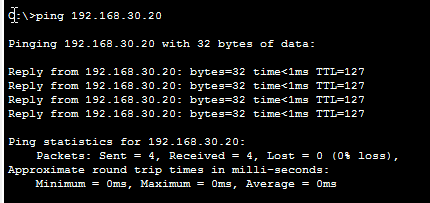 C:\>ping 192.168.30.20
Pinging 192.168.30.20 with 32 bytes of data:
Reply from 192.168.30.20: bytes=32 time<1ms TTL=127
Reply from 192.168.30.20: bytes=32 time<1ms TTL=127
Reply from 192.168.30.20: bytes=32 time<1ms TTL=127
Reply from 192.168.30.20: bytes=32 time<1ms TTL=127
Ping statistics for 192.168.30.20:
Packets: Sent = 4, Received = 4, Lost = 0 (0% loss),
Approximate round trip times in milli-seconds:
Minimum = 0ms, Maximum = 0ms, Average = 0ms